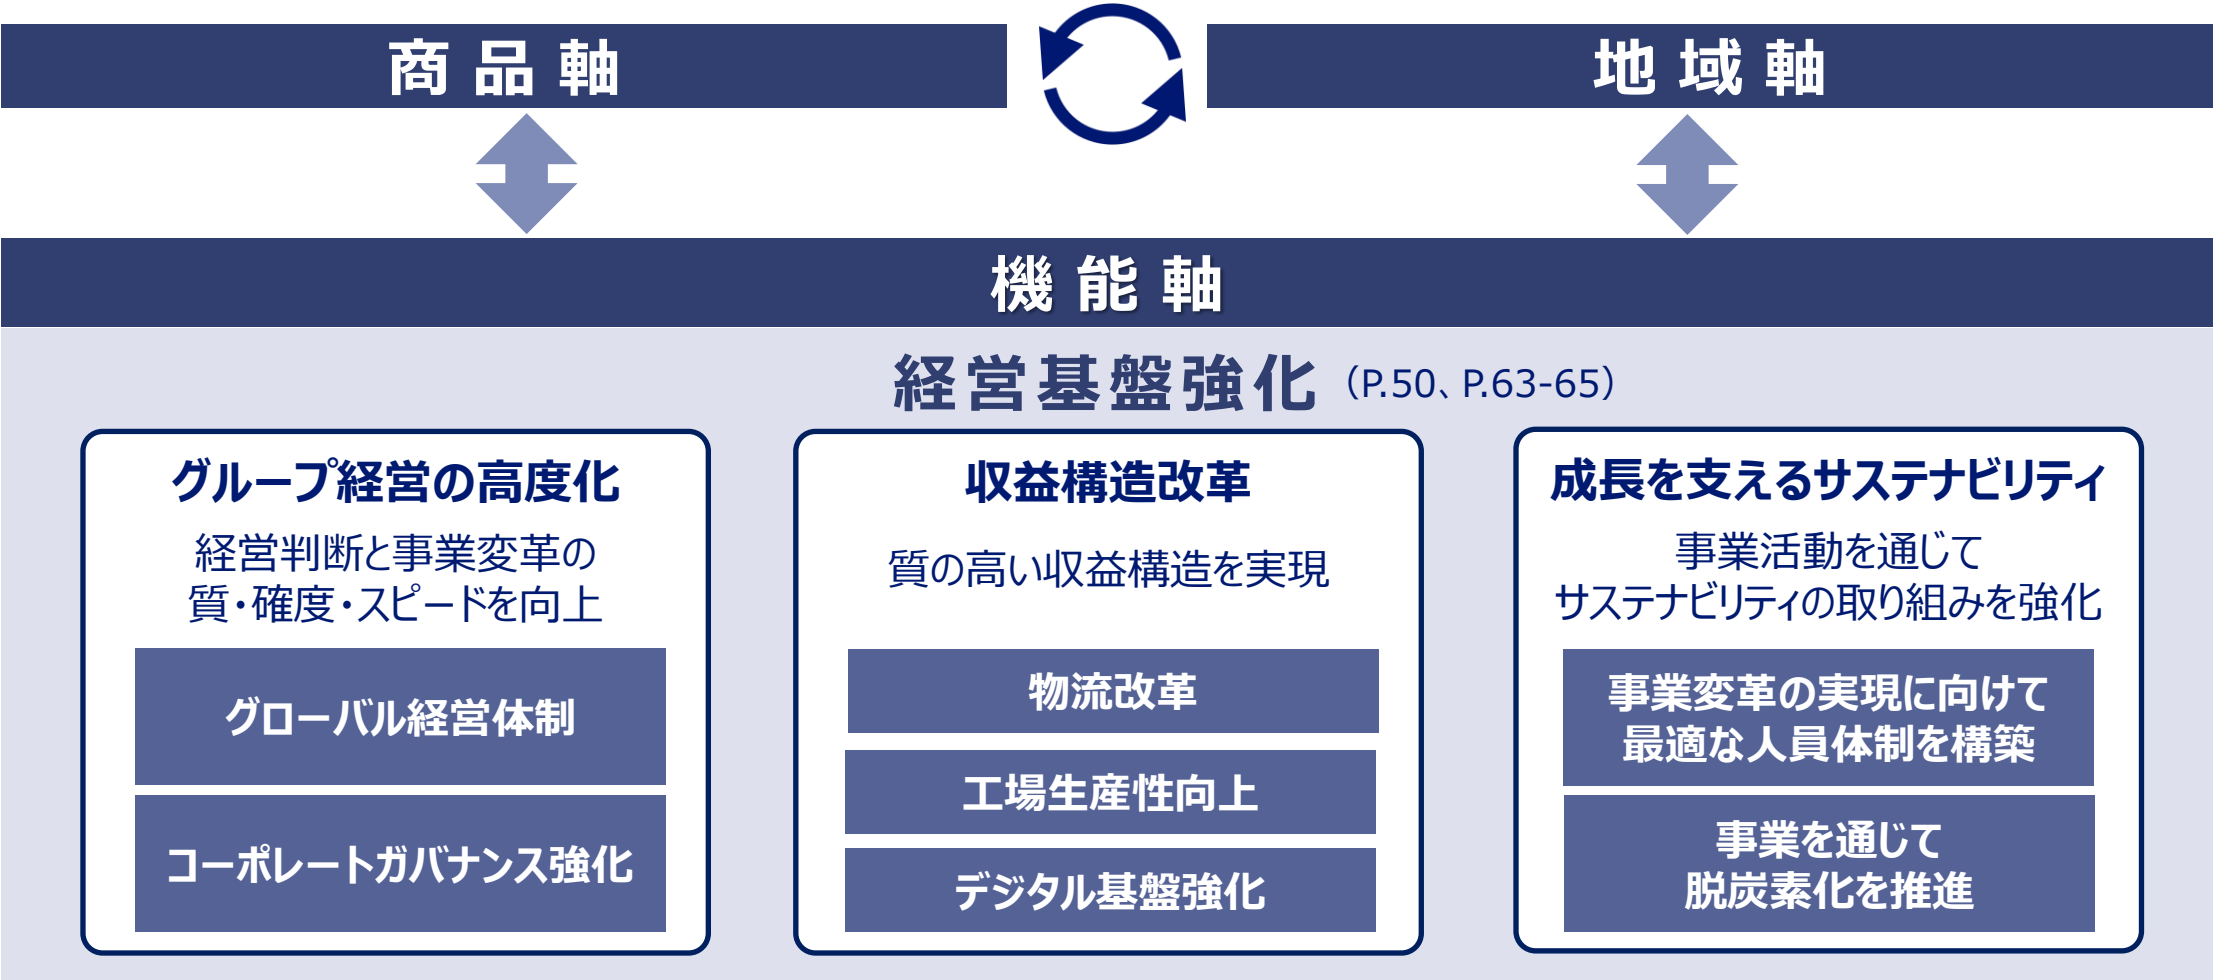 商品軸
地域軸
機能軸
経営基盤強化（P.50、P.63-65）
グループ経営の高度化
経営判断と事業変革の
質・確度・スピードを向上
グローバル経営体制
コーポレートガバナンス強化
収益構造改革
質の高い収益構造を実現
物流改革
工場生産性向上
デジタル基盤強化
成長を支えるサステナビリティ
事業活動を通じて
サステナビリティの取り組みを強化
事業変革の実現に向けて
最適な人員体制を構築
事業を通じて
脱炭素化を推進